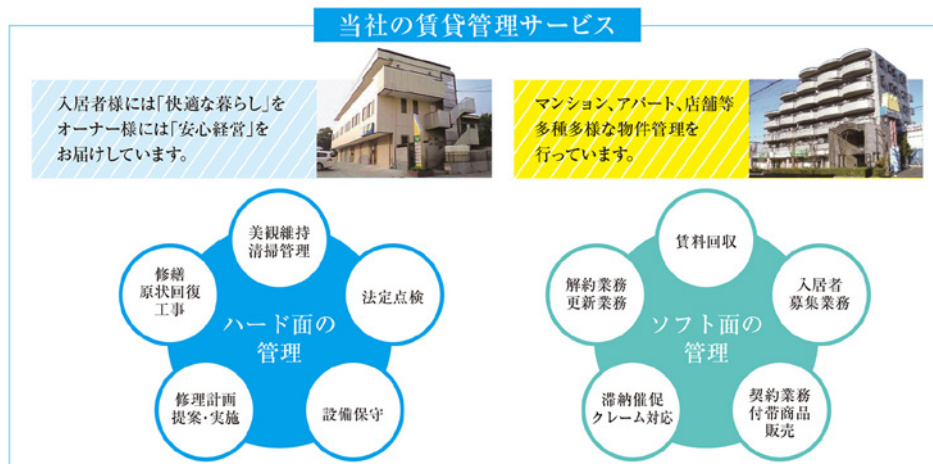 当社の賃貸管理サービス
入居者様には「快適な暮らし」を
オーナー様には「安心経営」を
お届けしています。
マンション、アパート、店舗等
多種多様な物件管理を
行っています。
ハード面の
管理
美観維持
清掃管理
法定点検
設備保守
修理計画
提案・実施
修繕
原状回復
工事
ソフト面の
管理
賃料回収
入居者
募集業務
契約業務
付帯商品
販売
滞納催促
クレーム対応
解約業務
更新業務